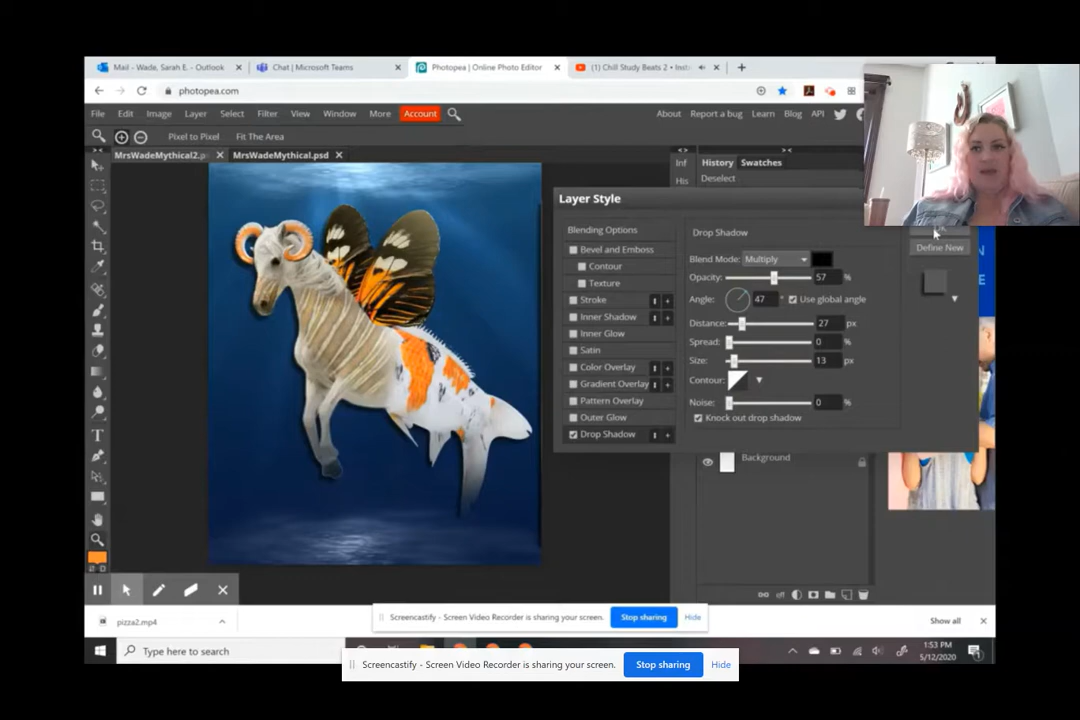 Mail - Wade, Sarah E. - Outlook
Chat | Microsoft Teams
Photopea | Online Photo Editor
(1) Chill Study Beats 2 • Inst
photopea.com
File Edit Image Layer Select Filter View Window More Account
About Report a bug Learn Blog API
Pixel to Pixel Fit The Area
MrsWadeMythical2.p
MrsWadeMythical.psd
Inf
His
History Swatches
Deselect
Layer Style
Blending Options
Bevel and Emboss
Contour
Texture
Stroke
Inner Shadow
Inner Glow
Satin
Color Overlay
Gradient Overlay
Pattern Overlay
Outer Glow
Drop Shadow
Drop Shadow
Blend Mode: Multiply
Opacity: 57 %
Angle: 47 ° Use global angle
Distance: 27 px
Spread: 0 %
Size: 13 px
Contour:
Noise: 0 %
Knock out drop shadow
Define New
Background
Screencastify - Screen Video Recorder is sharing your screen. Stop sharing Hide
pizza2.mp4
Show all
Type here to search
1:53 PM
5/12/2020
Screencastify - Screen Video Recorder is sharing your screen. Stop sharing Hide